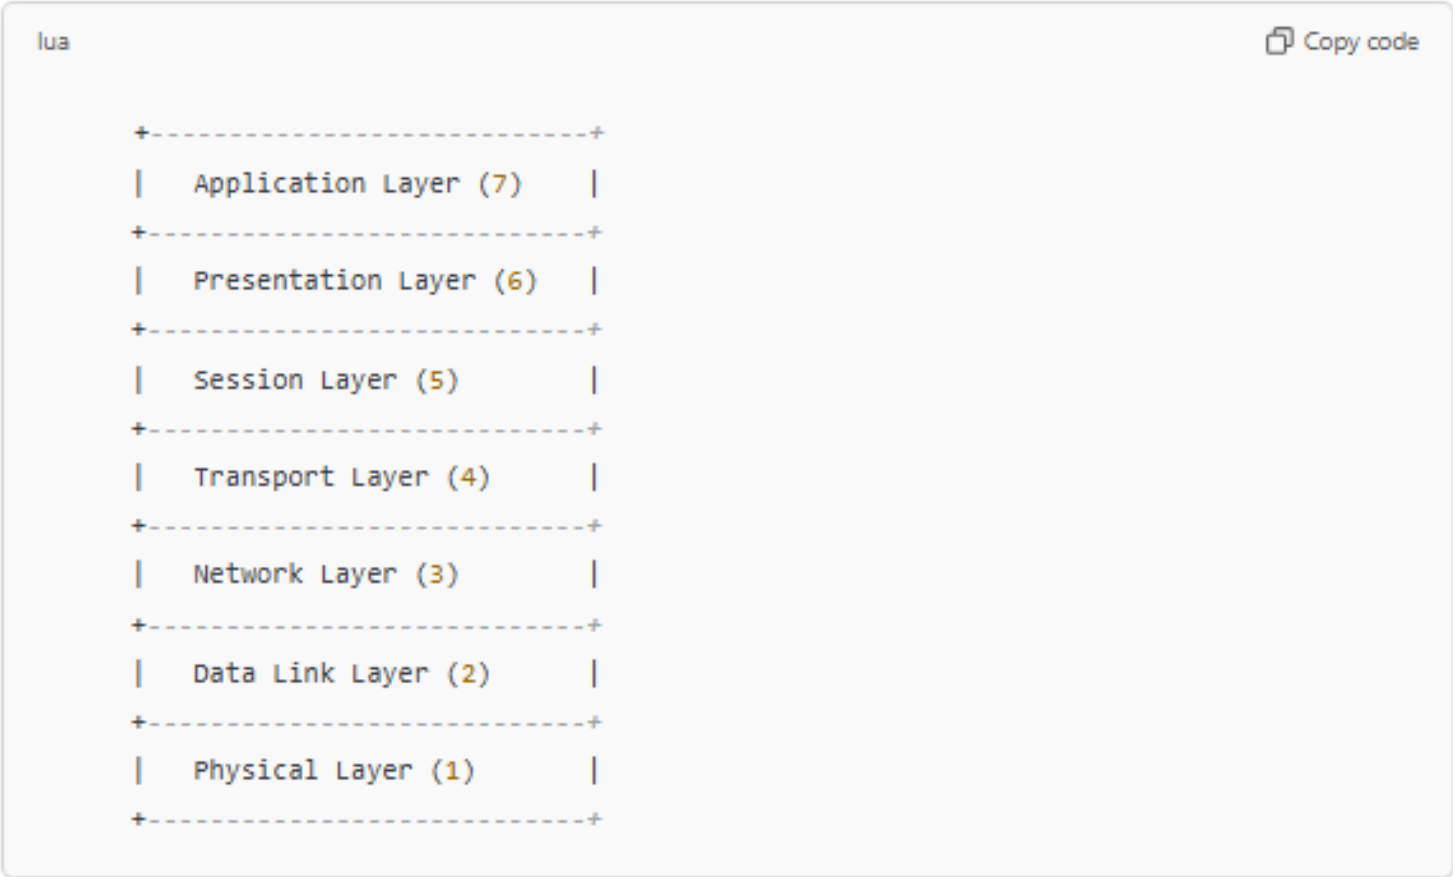 lua
Copy code
+----------------------------+
|   Application Layer (7)    |
+----------------------------+
|   Presentation Layer (6)   |
+----------------------------+
|   Session Layer (5)        |
+----------------------------+
|   Transport Layer (4)      |
+----------------------------+
|   Network Layer (3)        |
+----------------------------+
|   Data Link Layer (2)      |
+----------------------------+
|   Physical Layer (1)       |
+----------------------------+